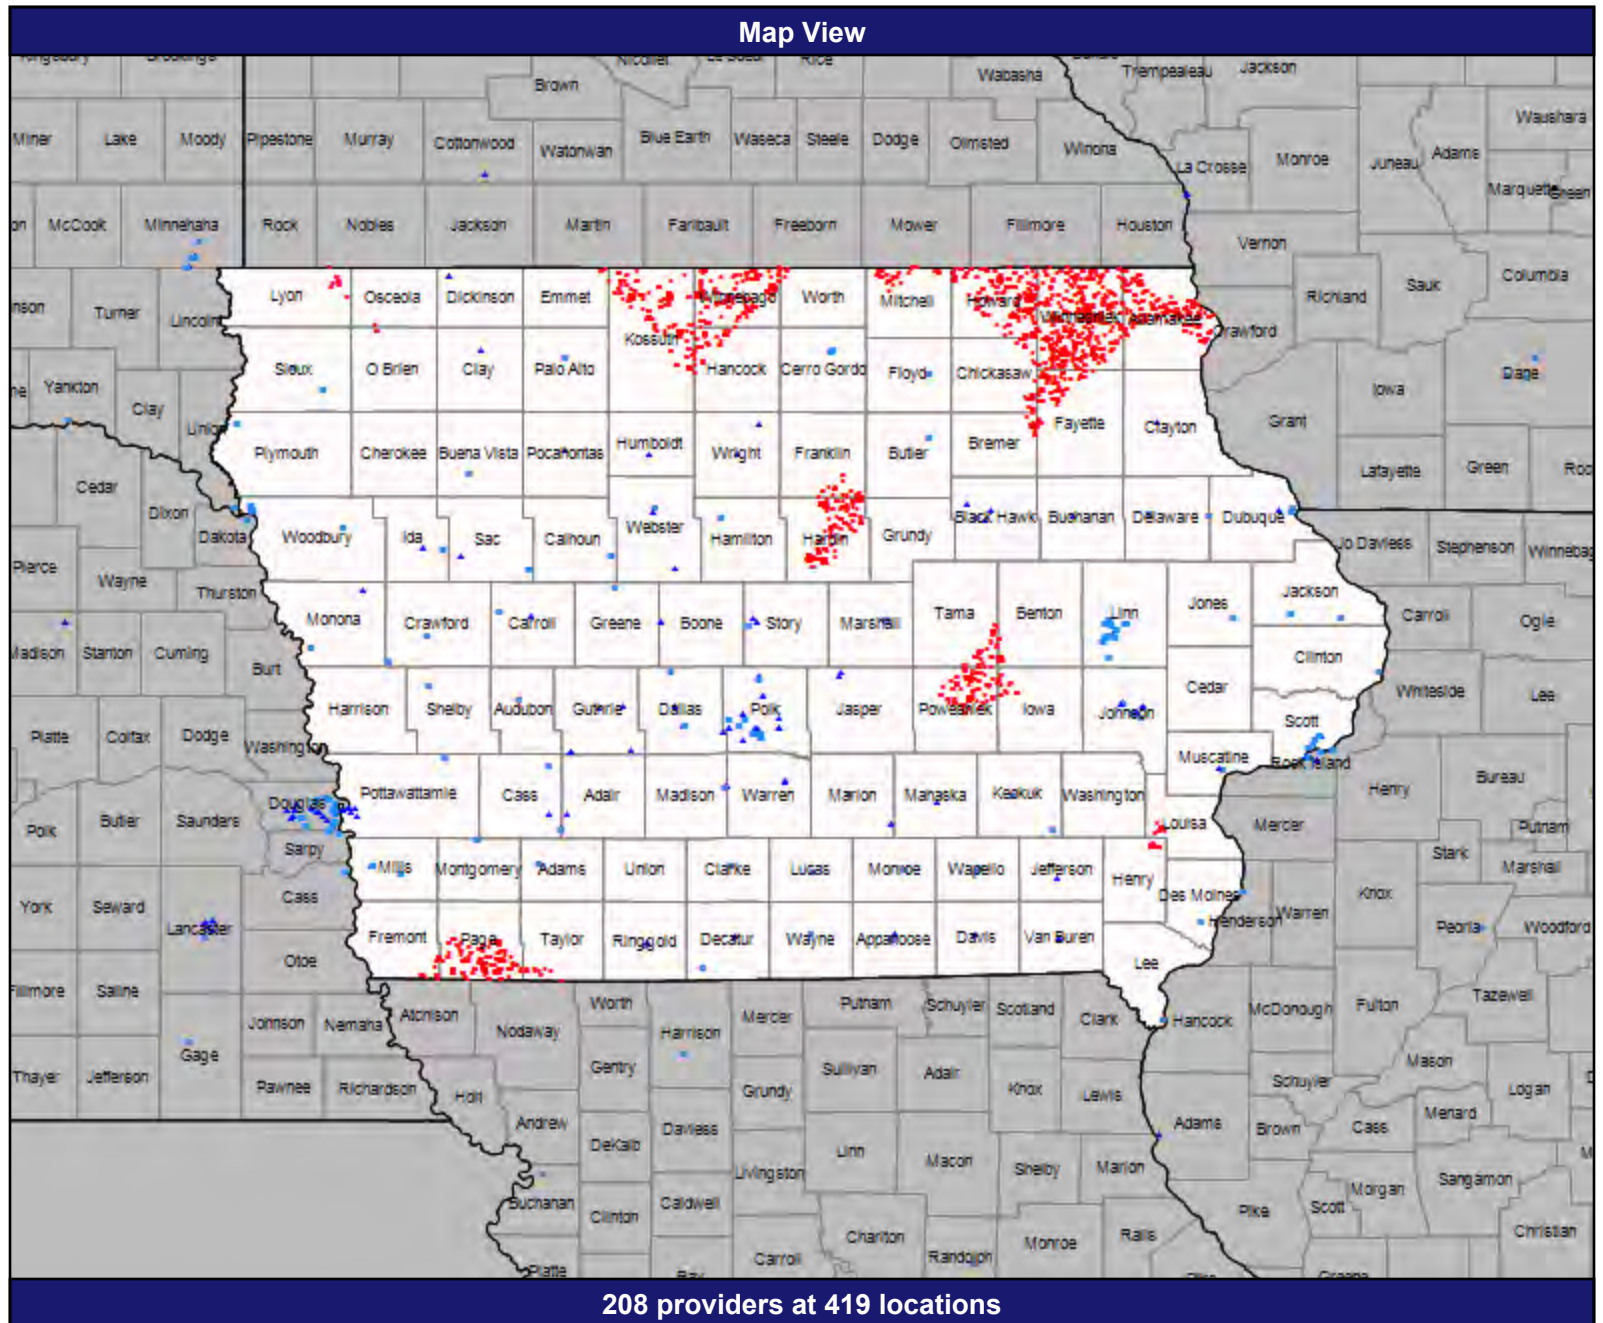 Map View
Brown
Rice
Wabasha
Trempealeau
Jackson
Miner
Lake
Moody
Pipestone
Murray
Cottonwood
Watonwan
Blue Earth
Waseca
Steele
Dodge
Olmsted
Winona
La Crosse
Monroe
Juneau
Adams
Waushara
Marquette
Green
McCook
Minnehaha
Rock
Nobles
Jackson
Martin
Faribault
Freeborn
Mower
Fillmore
Houston
Vernon
Richland
Sauk
Columbia
Turner
Lincoln
Lyon
Osceola
Dickinson
Emmet
Kossuth
Winnebago
Worth
Mitchell
Howard
Winneshiek
Allamakee
Crawford
Yankton
Clay
Union
Sioux
O Brien
Clay
Palo Alto
Hancock
Cerro Gordo
Floyd
Chickasaw
Fayette
Clayton
Grant
Iowa
Dane
Cedar
Dixon
Dakota
Plymouth
Cherokee
Buena Vista
Pocahontas
Humboldt
Wright
Franklin
Butler
Bremer
Lafayette
Green
Roc
Pierce
Wayne
Thurston
Woodbury
Ida
Sac
Calhoun
Webster
Hamilton
Hardin
Grundy
Black Hawk
Buchanan
Delaware
Dubuque
Jo Daviess
Stephenson
Winnebag
Madison
Stanton
Cuming
Burt
Monona
Crawford
Carroll
Greene
Boone
Story
Marshall
Tama
Benton
Linn
Jones
Jackson
Clinton
Carroll
Ogle
Platte
Colfax
Dodge
Washington
Harrison
Shelby
Audubon
Guthrie
Dallas
Polk
Jasper
Poweshiek
Iowa
Johnson
Cedar
Scott
Muscatine
Rock Island
Whiteside
Lee
Henry
Bureau
Polk
Butler
Saunders
Douglas
Sarpy
Pottawattamie
Cass
Adair
Madison
Warren
Marion
Mahaska
Keokuk
Washington
Louisa
Mercer
Putnam
Stark
Marshall
York
Seward
Lancaster
Cass
Otoe
Mills
Montgomery
Adams
Union
Clarke
Lucas
Monroe
Wapello
Jefferson
Henry
Des Moines
Henderson
Warren
Knox
Peoria
Woodford
Fremont
Page
Taylor
Ringgold
Decatur
Wayne
Appanoose
Davis
Van Buren
Lee
Fillmore
Saline
Johnson
Nemaha
Atchison
Nodaway
Worth
Harrison
Mercer
Putnam
Schuyler
Scotland
Clark
Hancock
McDonough
Fulton
Tazewell
Thayer
Jefferson
Gage
Pawnee
Richardson
Holt
Gentry
Grundy
Sullivan
Adair
Knox
Lewis
Adams
Schuyler
Mason
Logan
Menard
Andrew
DeKalb
Daviess
Livingston
Linn
Macon
Shelby
Marion
Brown
Cass
Morgan
Sangamon
Buchanan
Clinton
Caldwell
Carroll
Chariton
Randolph
Monroe
Ralls
Pike
Scott
Christian
Platte
Ray
208 providers at 419 locations